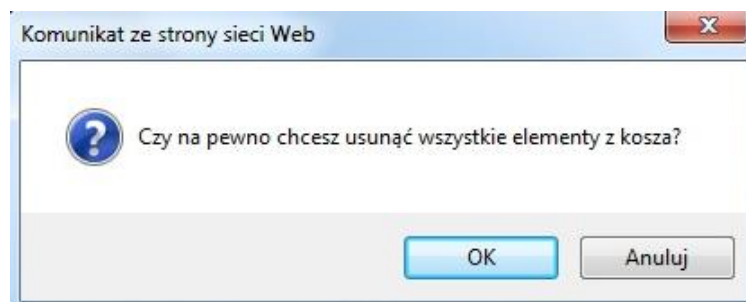 Komunikat ze strony sieci Web
Czy na pewno chcesz usunąć wszystkie elementy z kosza?
OK Anuluj